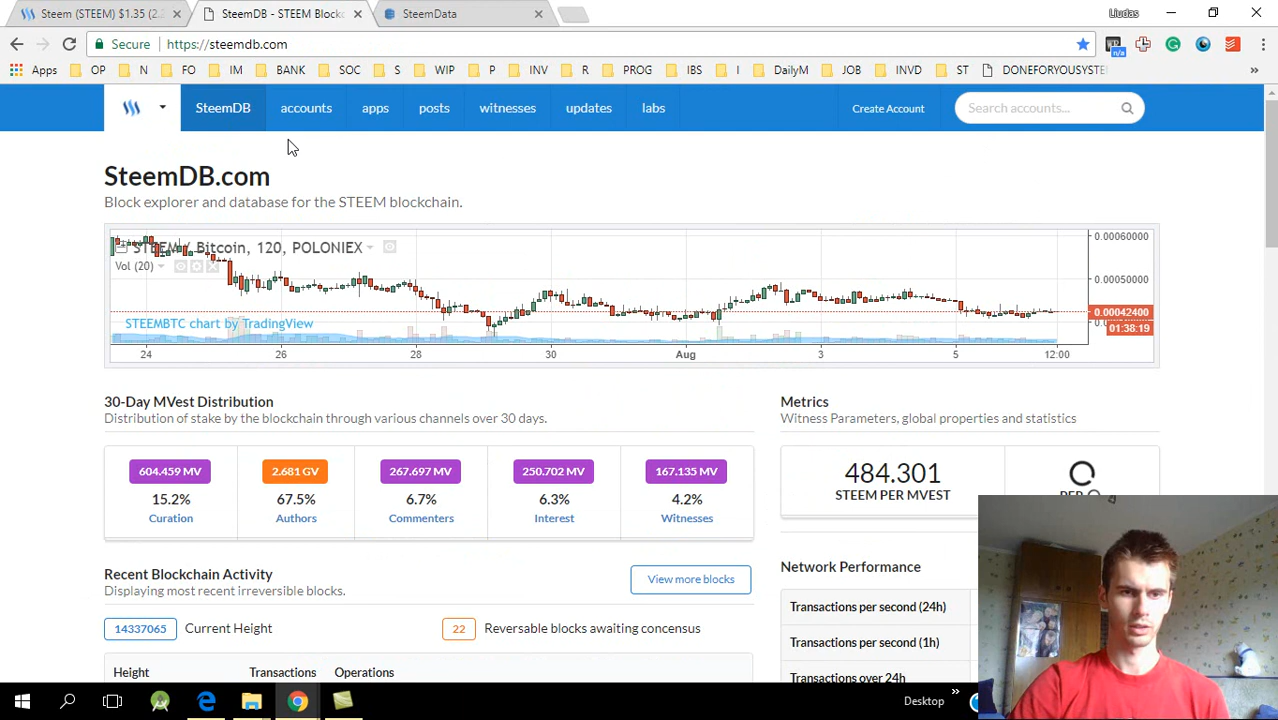 Steem (STEEM) $1.35 (2.2
SteemDB - STEEM Blockc
SteemData
Liudas
Secure
https://steemdb.com
n/a
Apps
OP
N
FO
IM
BANK
SOC
S
WIP
P
INV
R
PROG
IBS
I
DailyM
JOB
INVD
ST
DONEFORYOUSYSTE
»
SteemDB
accounts
apps
posts
witnesses
updates
labs
Create Account
Search accounts...
SteemDB.com
Block explorer and database for the STEEM blockchain.
STEEM / Bitcoin, 120, POLONIEX
Vol (20)
STEEMBTC chart by TradingView
0.00060000
0.00050000
0.00042400
01:38:19
24
26
28
30
Aug
3
5
12:00
30-Day MVest Distribution
Distribution of stake by the blockchain through various channels over 30 days.
604.459 MV
15.2%
Curation
2.681 GV
67.5%
Authors
267.697 MV
6.7%
Commenters
250.702 MV
6.3%
Interest
167.135 MV
4.2%
Witnesses
Metrics
Witness Parameters, global properties and statistics
484.301
STEEM PER MVEST
Recent Blockchain Activity
Displaying most recent irreversible blocks.
View more blocks
14337065
Current Height
22
Reversable blocks awaiting concensus
Height
Transactions
Operations
Network Performance
Transactions per second (24h)
Transactions per second (1h)
Transactions over 24h
Desktop
»